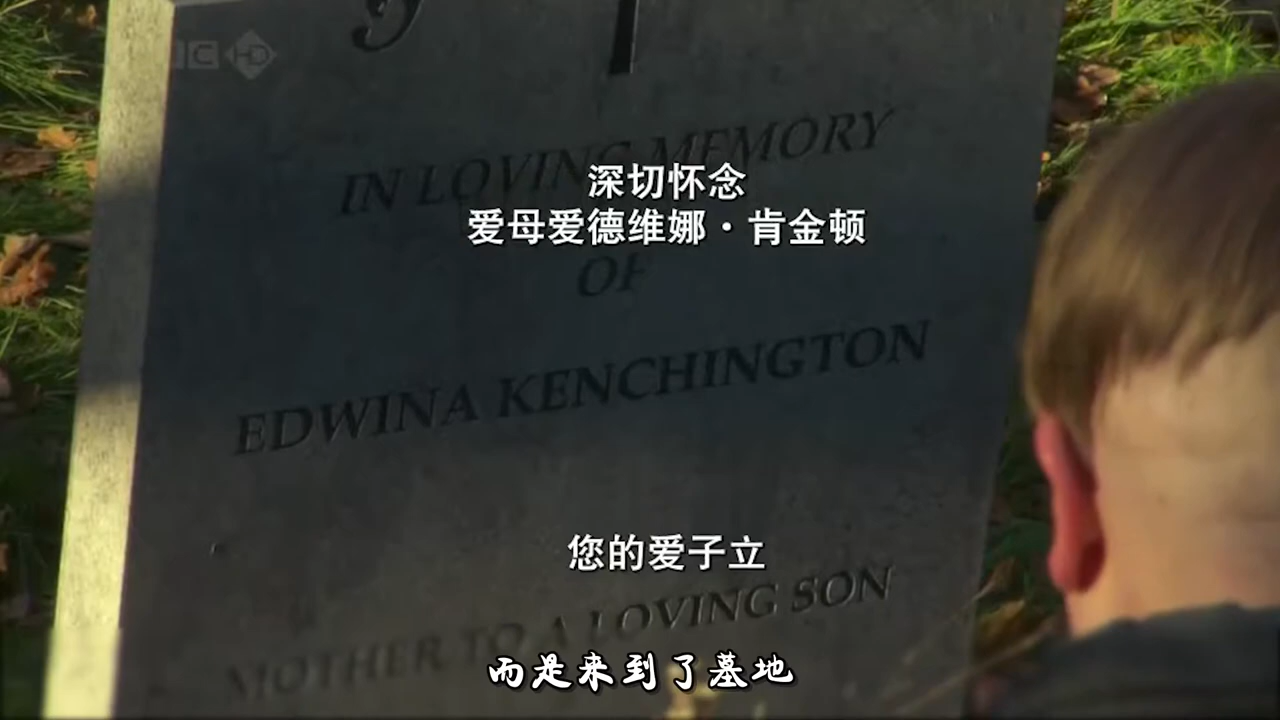 HD
IN LOVING MEMORY
深切怀念
爱母爱德维娜·肯金顿
OF
EDWINA KENCHINGTON
您的爱子立
MOTHER TO A LOVING SON
而是来到了墓地